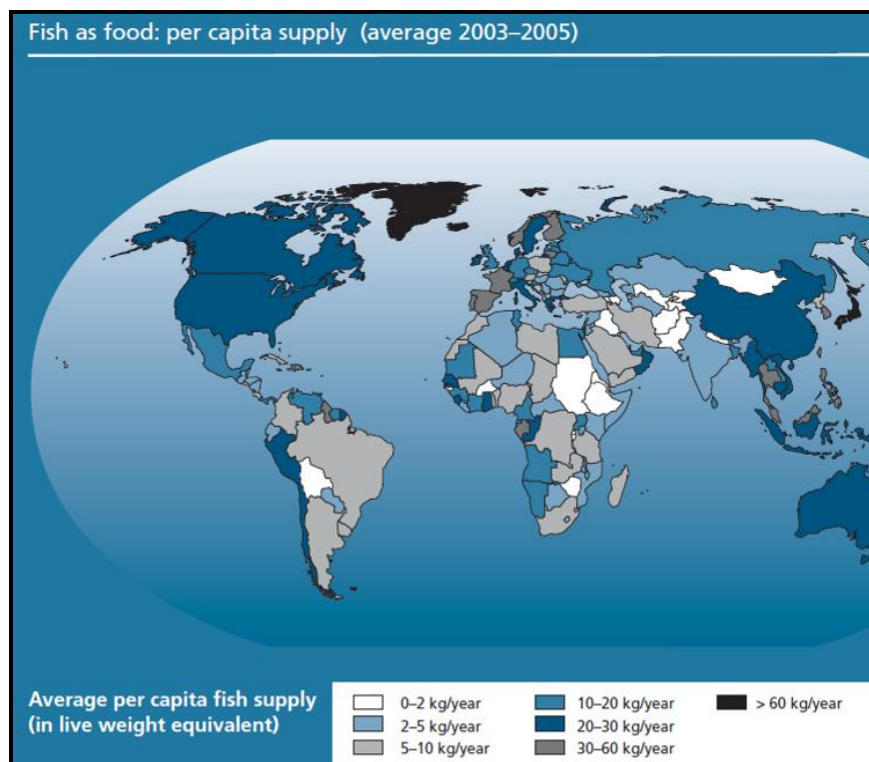 Fish as food: per capita supply (average 2003–2005)
Average per capita fish supply
(in live weight equivalent)
0–2 kg/year
2–5 kg/year
5–10 kg/year
10–20 kg/year
20–30 kg/year
30–60 kg/year
> 60 kg/year